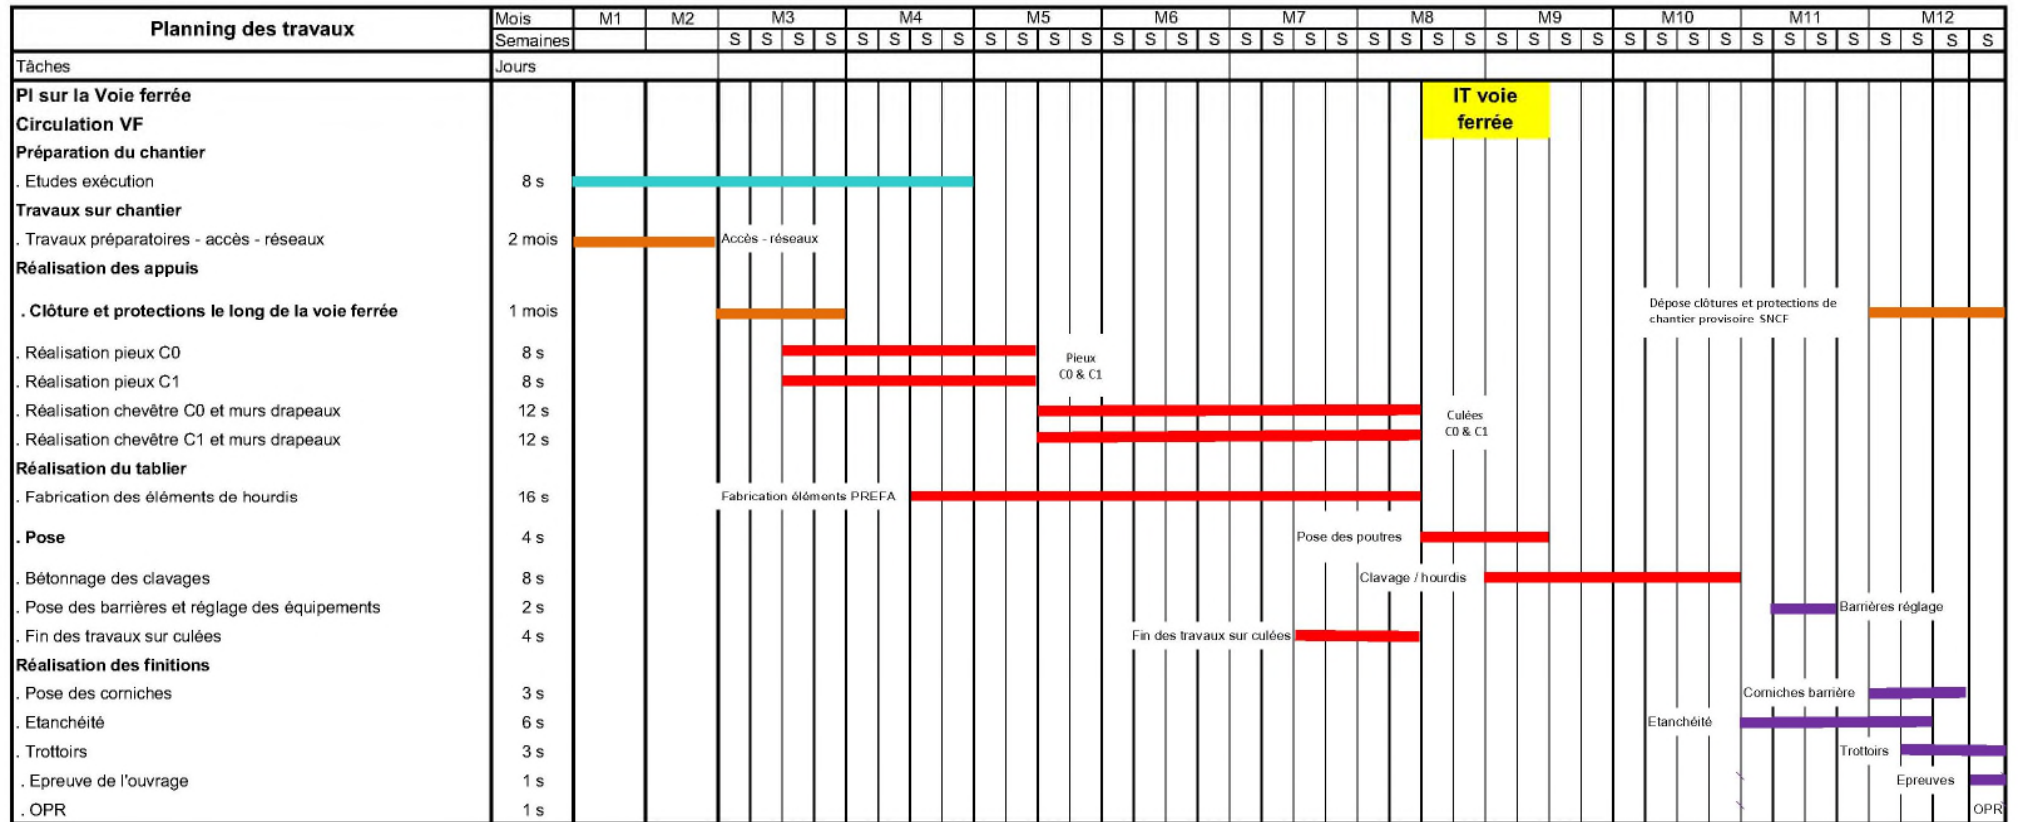 Planning des travaux Mois M1 M2 M3 M4 M5 M6 M7 M8 M9 M10 M11 M12
Semaines S S S S S S S S S S S S S S S S S S S S S S S S S S S S S S S S S S S S S S S S
Tâches Jours
PI sur la Voie ferrée IT voie
Circulation VF ferrée
Préparation du chantier
. Etudes exécution 8 s
Travaux sur chantier
. Travaux préparatoires - accès - réseaux 2 mois Accès - réseaux
Réalisation des appuis
. Clôture et protections le long de la voie ferrée 1 mois Dépose clôtures et protections de
chantier provisoire SNCF
. Réalisation pieux C0 8 s Pieux
. Réalisation pieux C1 8 s C0 & C1
. Réalisation chevêtre C0 et murs drapeaux 12 s Culées
. Réalisation chevêtre C1 et murs drapeaux 12 s C0 & C1
Réalisation du tablier
. Fabrication des éléments de hourdis 16 s Fabrication éléments PREFA
. Pose 4 s Pose des poutres
. Bétonnage des clavages 8 s Clavage / hourdis
. Pose des barrières et réglage des équipements 2 s Barrières réglage
. Fin des travaux sur culées 4 s Fin des travaux sur culées
Réalisation des finitions
. Pose des corniches 3 s Corniches barrière
. Etanchéité 6 s Etanchéité
. Trottoirs 3 s Trottoirs
. Epreuve de l'ouvrage 1 s Epreuves
. OPR 1 s OPR